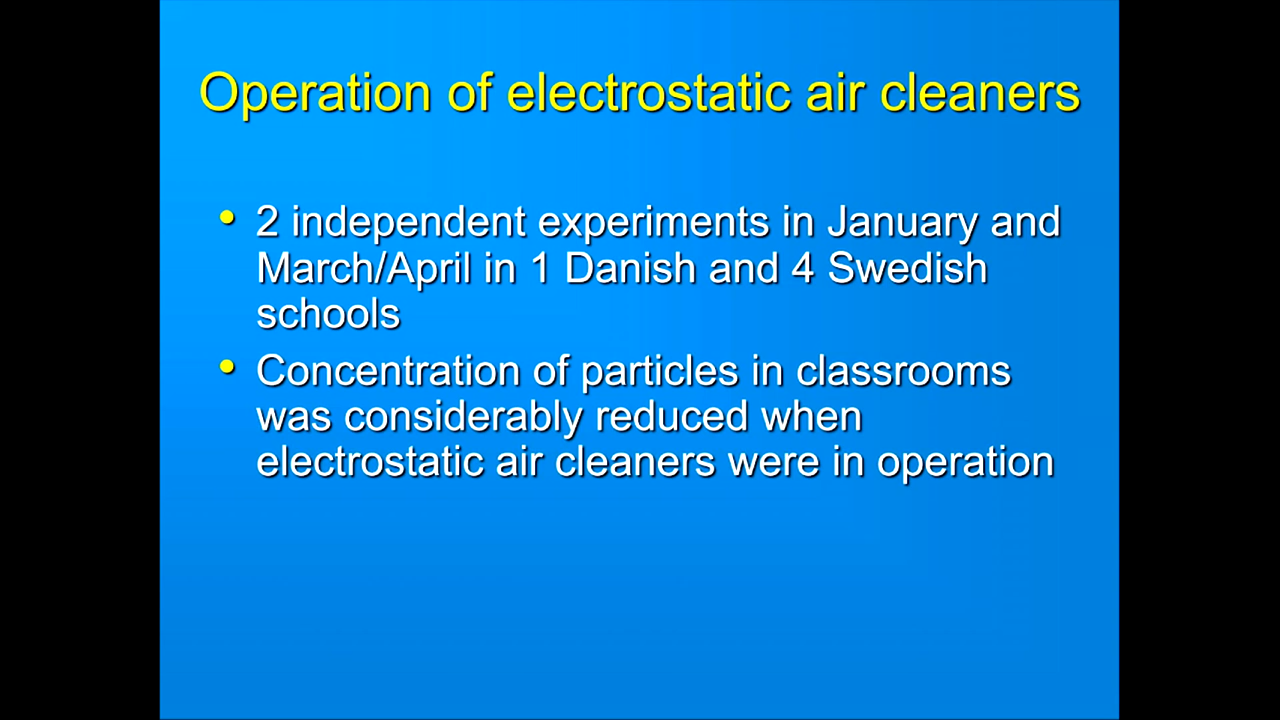 Operation of electrostatic air cleaners
• 2 independent experiments in January and
March/April in 1 Danish and 4 Swedish
schools
• Concentration of particles in classrooms
was considerably reduced when
electrostatic air cleaners were in operation